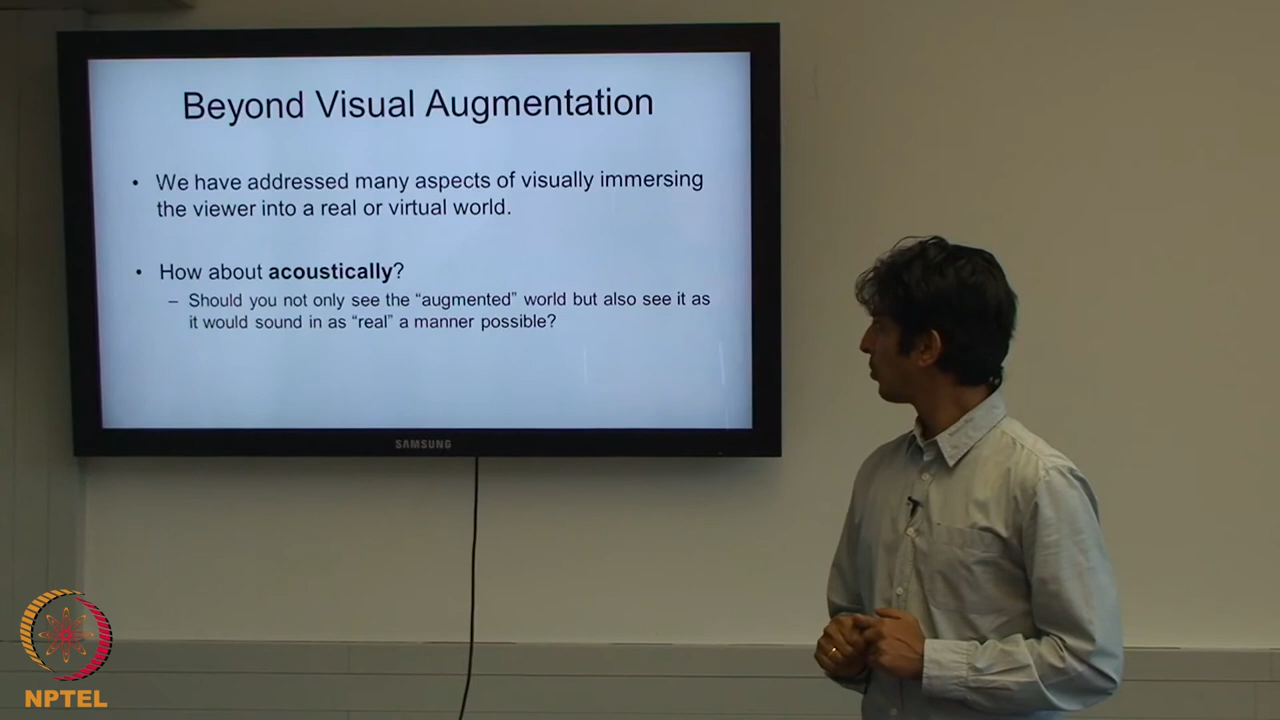 Beyond Visual Augmentation
• We have addressed many aspects of visually immersing
the viewer into a real or virtual world.
• How about acoustically?
– Should you not only see the “augmented” world but also see it as
it would sound in as “real” a manner possible?
SAMSUNG
NPTEL